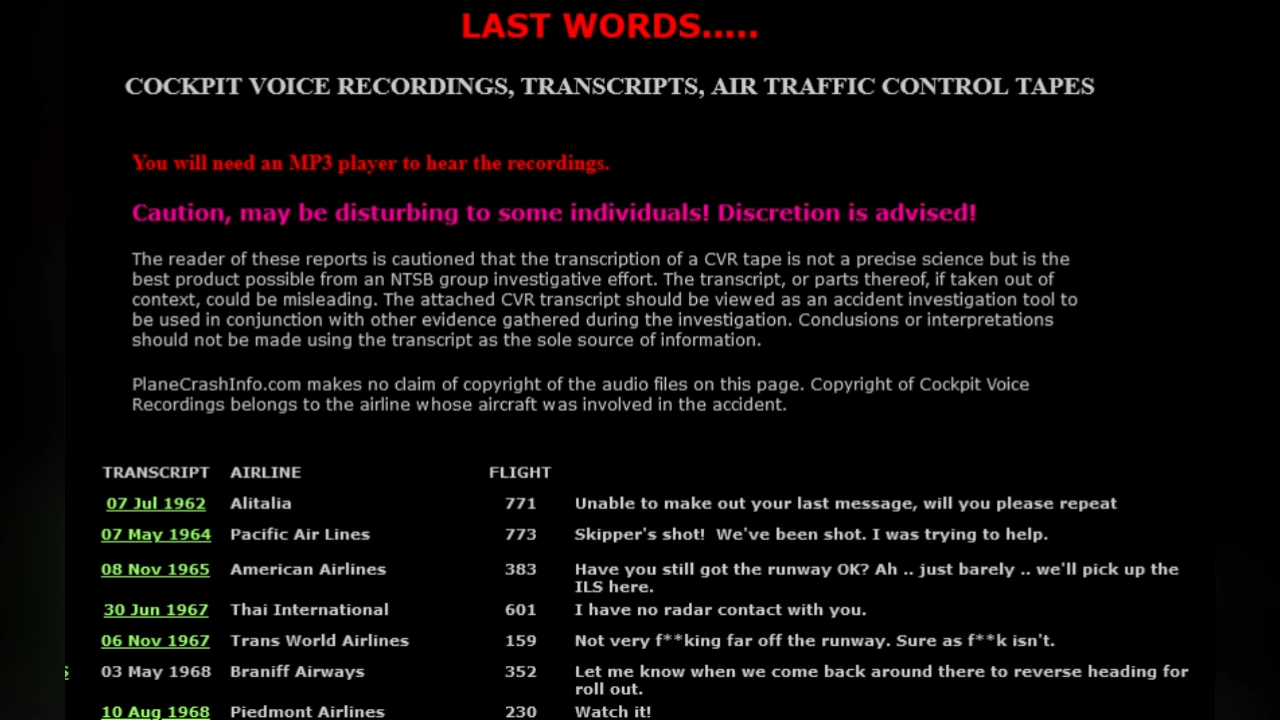 LAST WORDS.....
COCKPIT VOICE RECORDINGS, TRANSCRIPTS, AIR TRAFFIC CONTROL TAPES
You will need an MP3 player to hear the recordings.
Caution, may be disturbing to some individuals! Discretion is advised!
The reader of these reports is cautioned that the transcription of a CVR tape is not a precise science but is the
best product possible from an NTSB group investigative effort. The transcript, or parts thereof, if taken out of
context, could be misleading. The attached CVR transcript should be viewed as an accident investigation tool to
be used in conjunction with other evidence gathered during the investigation. Conclusions or interpretations
should not be made using the transcript as the sole source of information.
PlaneCrashInfo.com makes no claim of copyright of the audio files on this page. Copyright of Cockpit Voice
Recordings belongs to the airline whose aircraft was involved in the accident.
TRANSCRIPT AIRLINE FLIGHT
07 Jul 1962 Alitalia 771 Unable to make out your last message, will you please repeat
07 May 1964 Pacific Air Lines 773 Skipper's shot! We've been shot. I was trying to help.
08 Nov 1965 American Airlines 383 Have you still got the runway OK? Ah .. just barely .. we'll pick up the
ILS here.
30 Jun 1967 Thai International 601 I have no radar contact with you.
06 Nov 1967 Trans World Airlines 159 Not very f**king far off the runway. Sure as f**k isn't.
03 May 1968 Braniff Airways 352 Let me know when we come back around there to reverse heading for
roll out.
10 Aug 1968 Piedmont Airlines 230 Watch it!